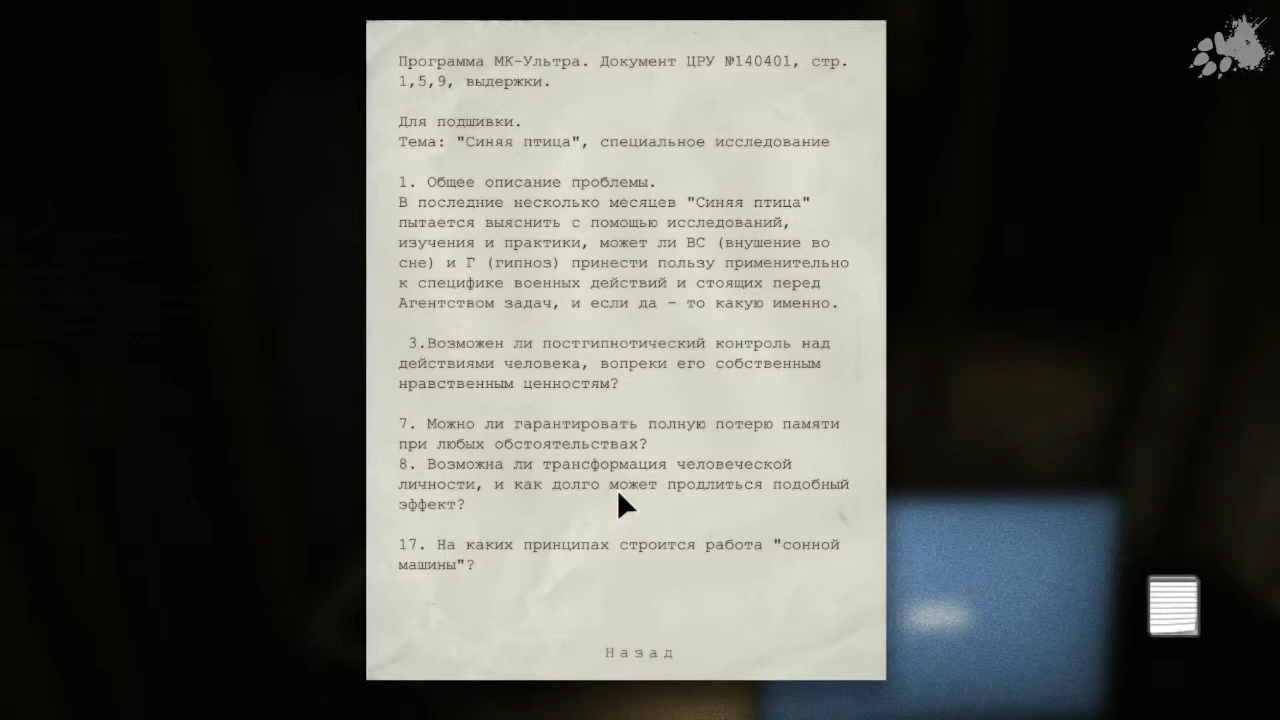 Программа МК-Ультра. Документ ЦРУ №140401, стр.
1,5,9, выдержки.
Для подшивки.
Тема: "Синяя птица", специальное исследование
1. Общее описание проблемы.
В последние несколько месяцев "Синяя птица"
пытается выяснить с помощью исследований,
изучения и практики, может ли ВС (внушение во
сне) и Г (гипноз) принести пользу применительно
к специфике военных действий и стоящих перед
Агентством задач, и если да - то какую именно.
3.Возможен ли постгипнотический контроль над
действиями человека, вопреки его собственным
нравственным ценностям?
7. Можно ли гарантировать полную потерю памяти
при любых обстоятельствах?
8. Возможна ли трансформация человеческой
личности, и как долго может продлиться подобный
эффект?
17. На каких принципах строится работа "сонной
машины"?
Назад